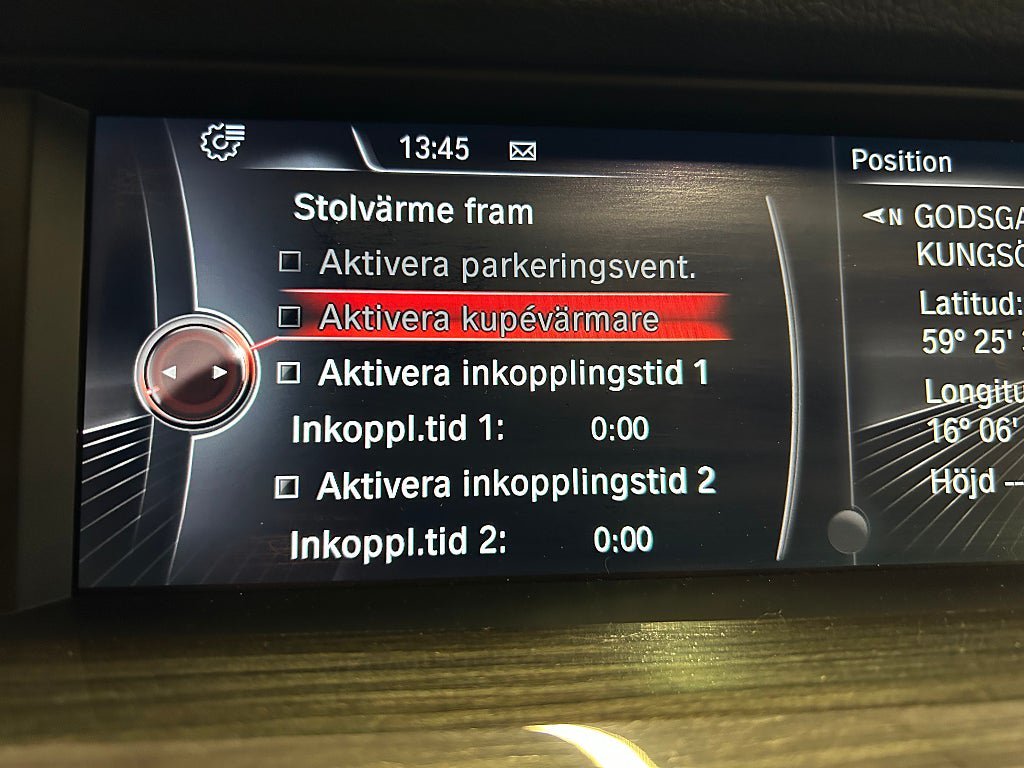 13:45
Stolvärme fram
Aktivera parkeringsvent.
Aktivera kupévärmare
Aktivera inkopplingstid 1
Inkoppl.tid 1: 0:00
Aktivera inkopplingstid 2
Inkoppl.tid 2: 0:00
Position
N GODSGA
KUNGSÖ
Latitud:
59° 25'
Longitu
16° 06'
Höjd --